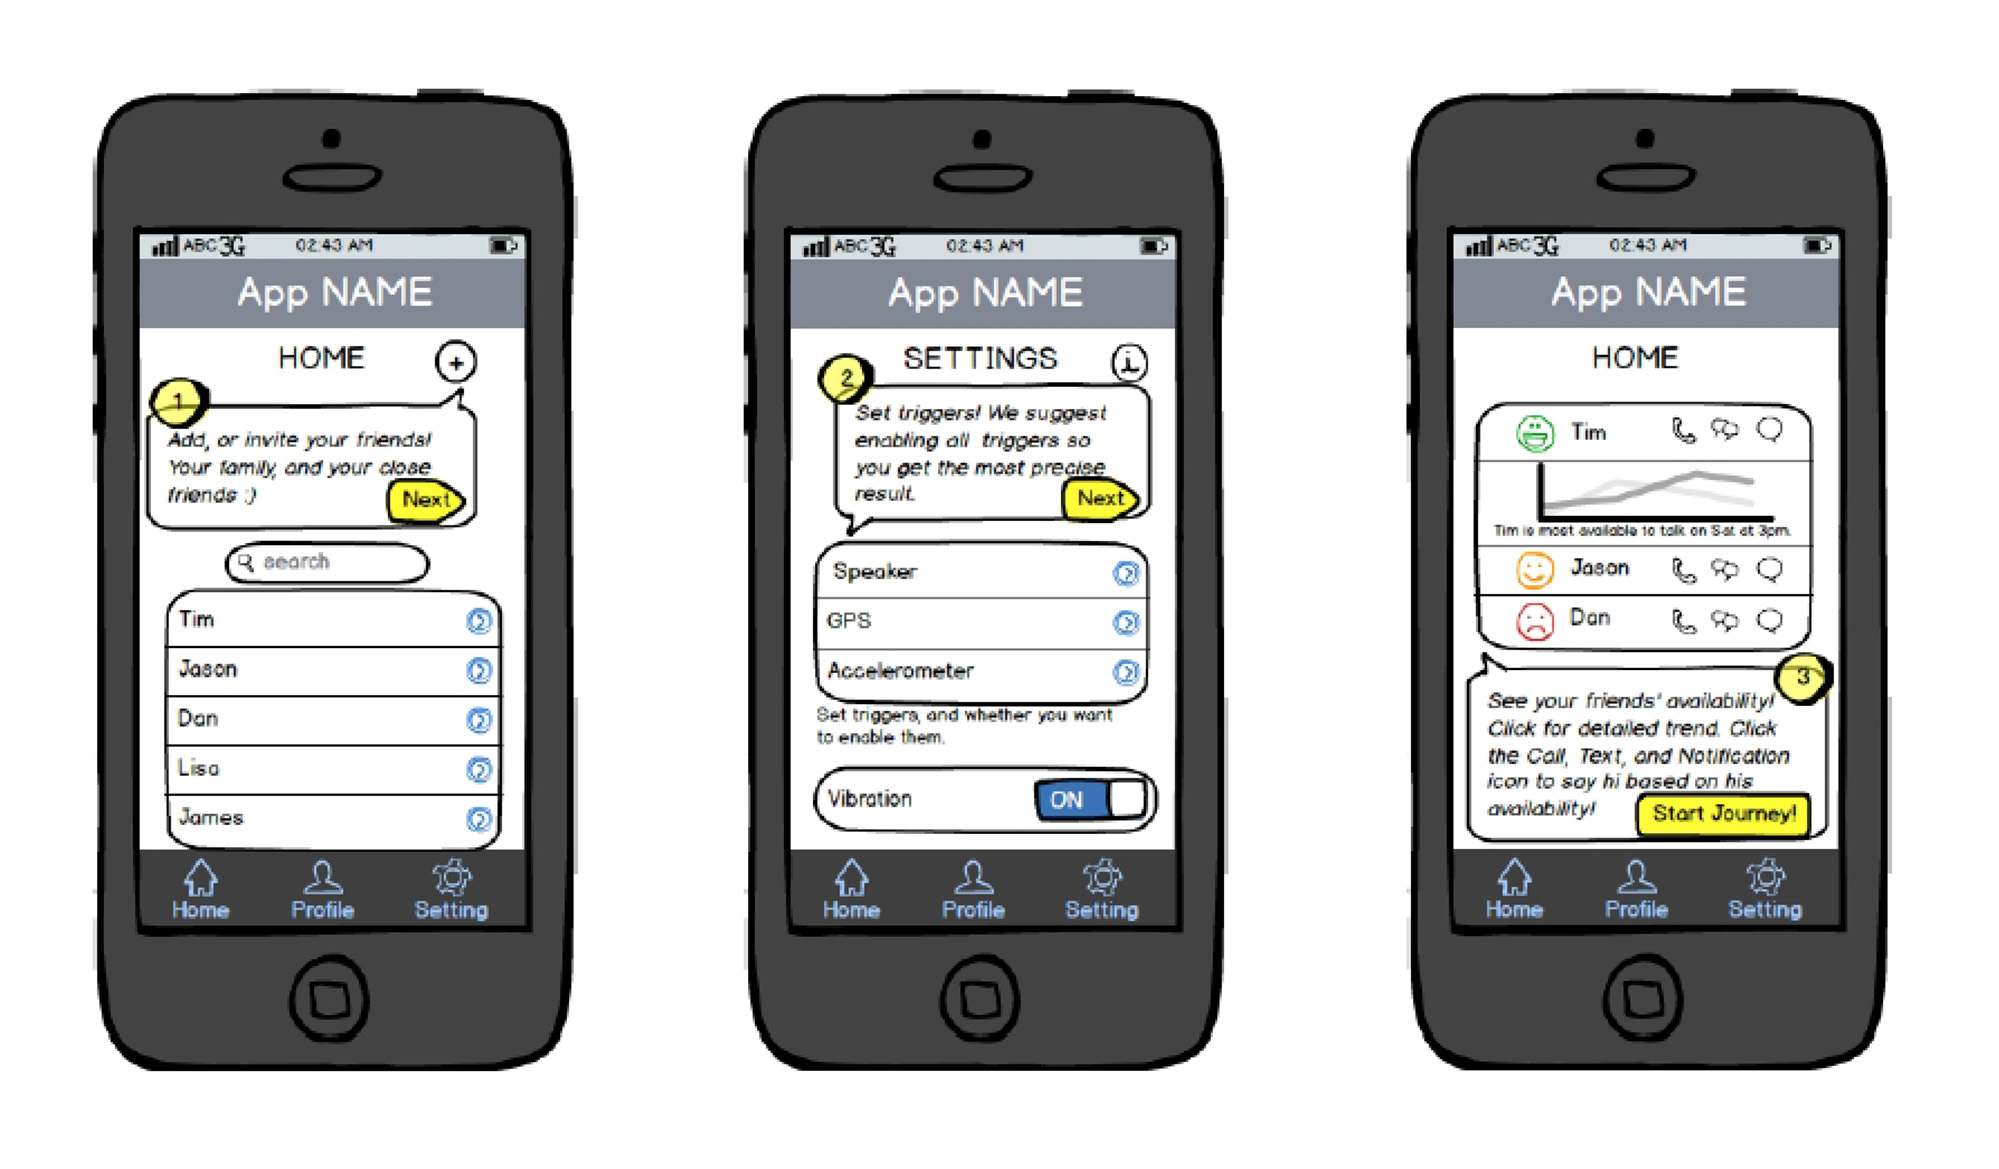 ABC 3G 02:43 AM
App NAME
HOME
+
1
Add, or invite your friends!
Your family, and your close
friends :)
Next
search
Tim
Jason
Dan
Lisa
James
Home Profile Setting
ABC 3G 02:43 AM
App NAME
SETTINGS
i
2
Set triggers! We suggest
enabling all triggers so
you get the most precise
result.
Next
Speaker
GPS
Accelerometer
Set triggers, and whether you want
to enable them.
Vibration ON
Home Profile Setting
ABC 3G 02:43 AM
App NAME
HOME
Tim
Tim is most available to talk on Sat at 3pm.
Jason
Dan
3
See your friends' availability!
Click for detailed trend. Click
the Call, Text, and Notification
icon to say hi based on his
availability!
Start Journey!
Home Profile Setting